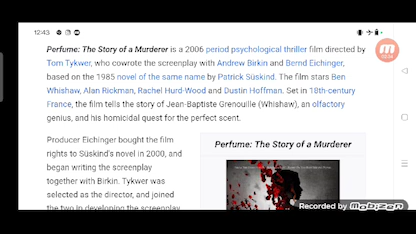 12:43
Perfume: The Story of a Murderer is a 2006 period psychological thriller film directed by
Tom Tykwer, who cowrote the screenplay with Andrew Birkin and Bernd Eichinger,
based on the 1985 novel of the same name by Patrick Süskind. The film stars Ben
Whishaw, Alan Rickman, Rachel Hurd-Wood and Dustin Hoffman. Set in 18th-century
France, the film tells the story of Jean-Baptiste Grenouille (Whishaw), an olfactory
genius, and his homicidal quest for the perfect scent.
Producer Eichinger bought the film
rights to Süskind's novel in 2000, and
began writing the screenplay
together with Birkin. Tykwer was
selected as the director, and joined
the two in developing the screenplay
Perfume: The Story of a Murderer
Recorded by Mobizen